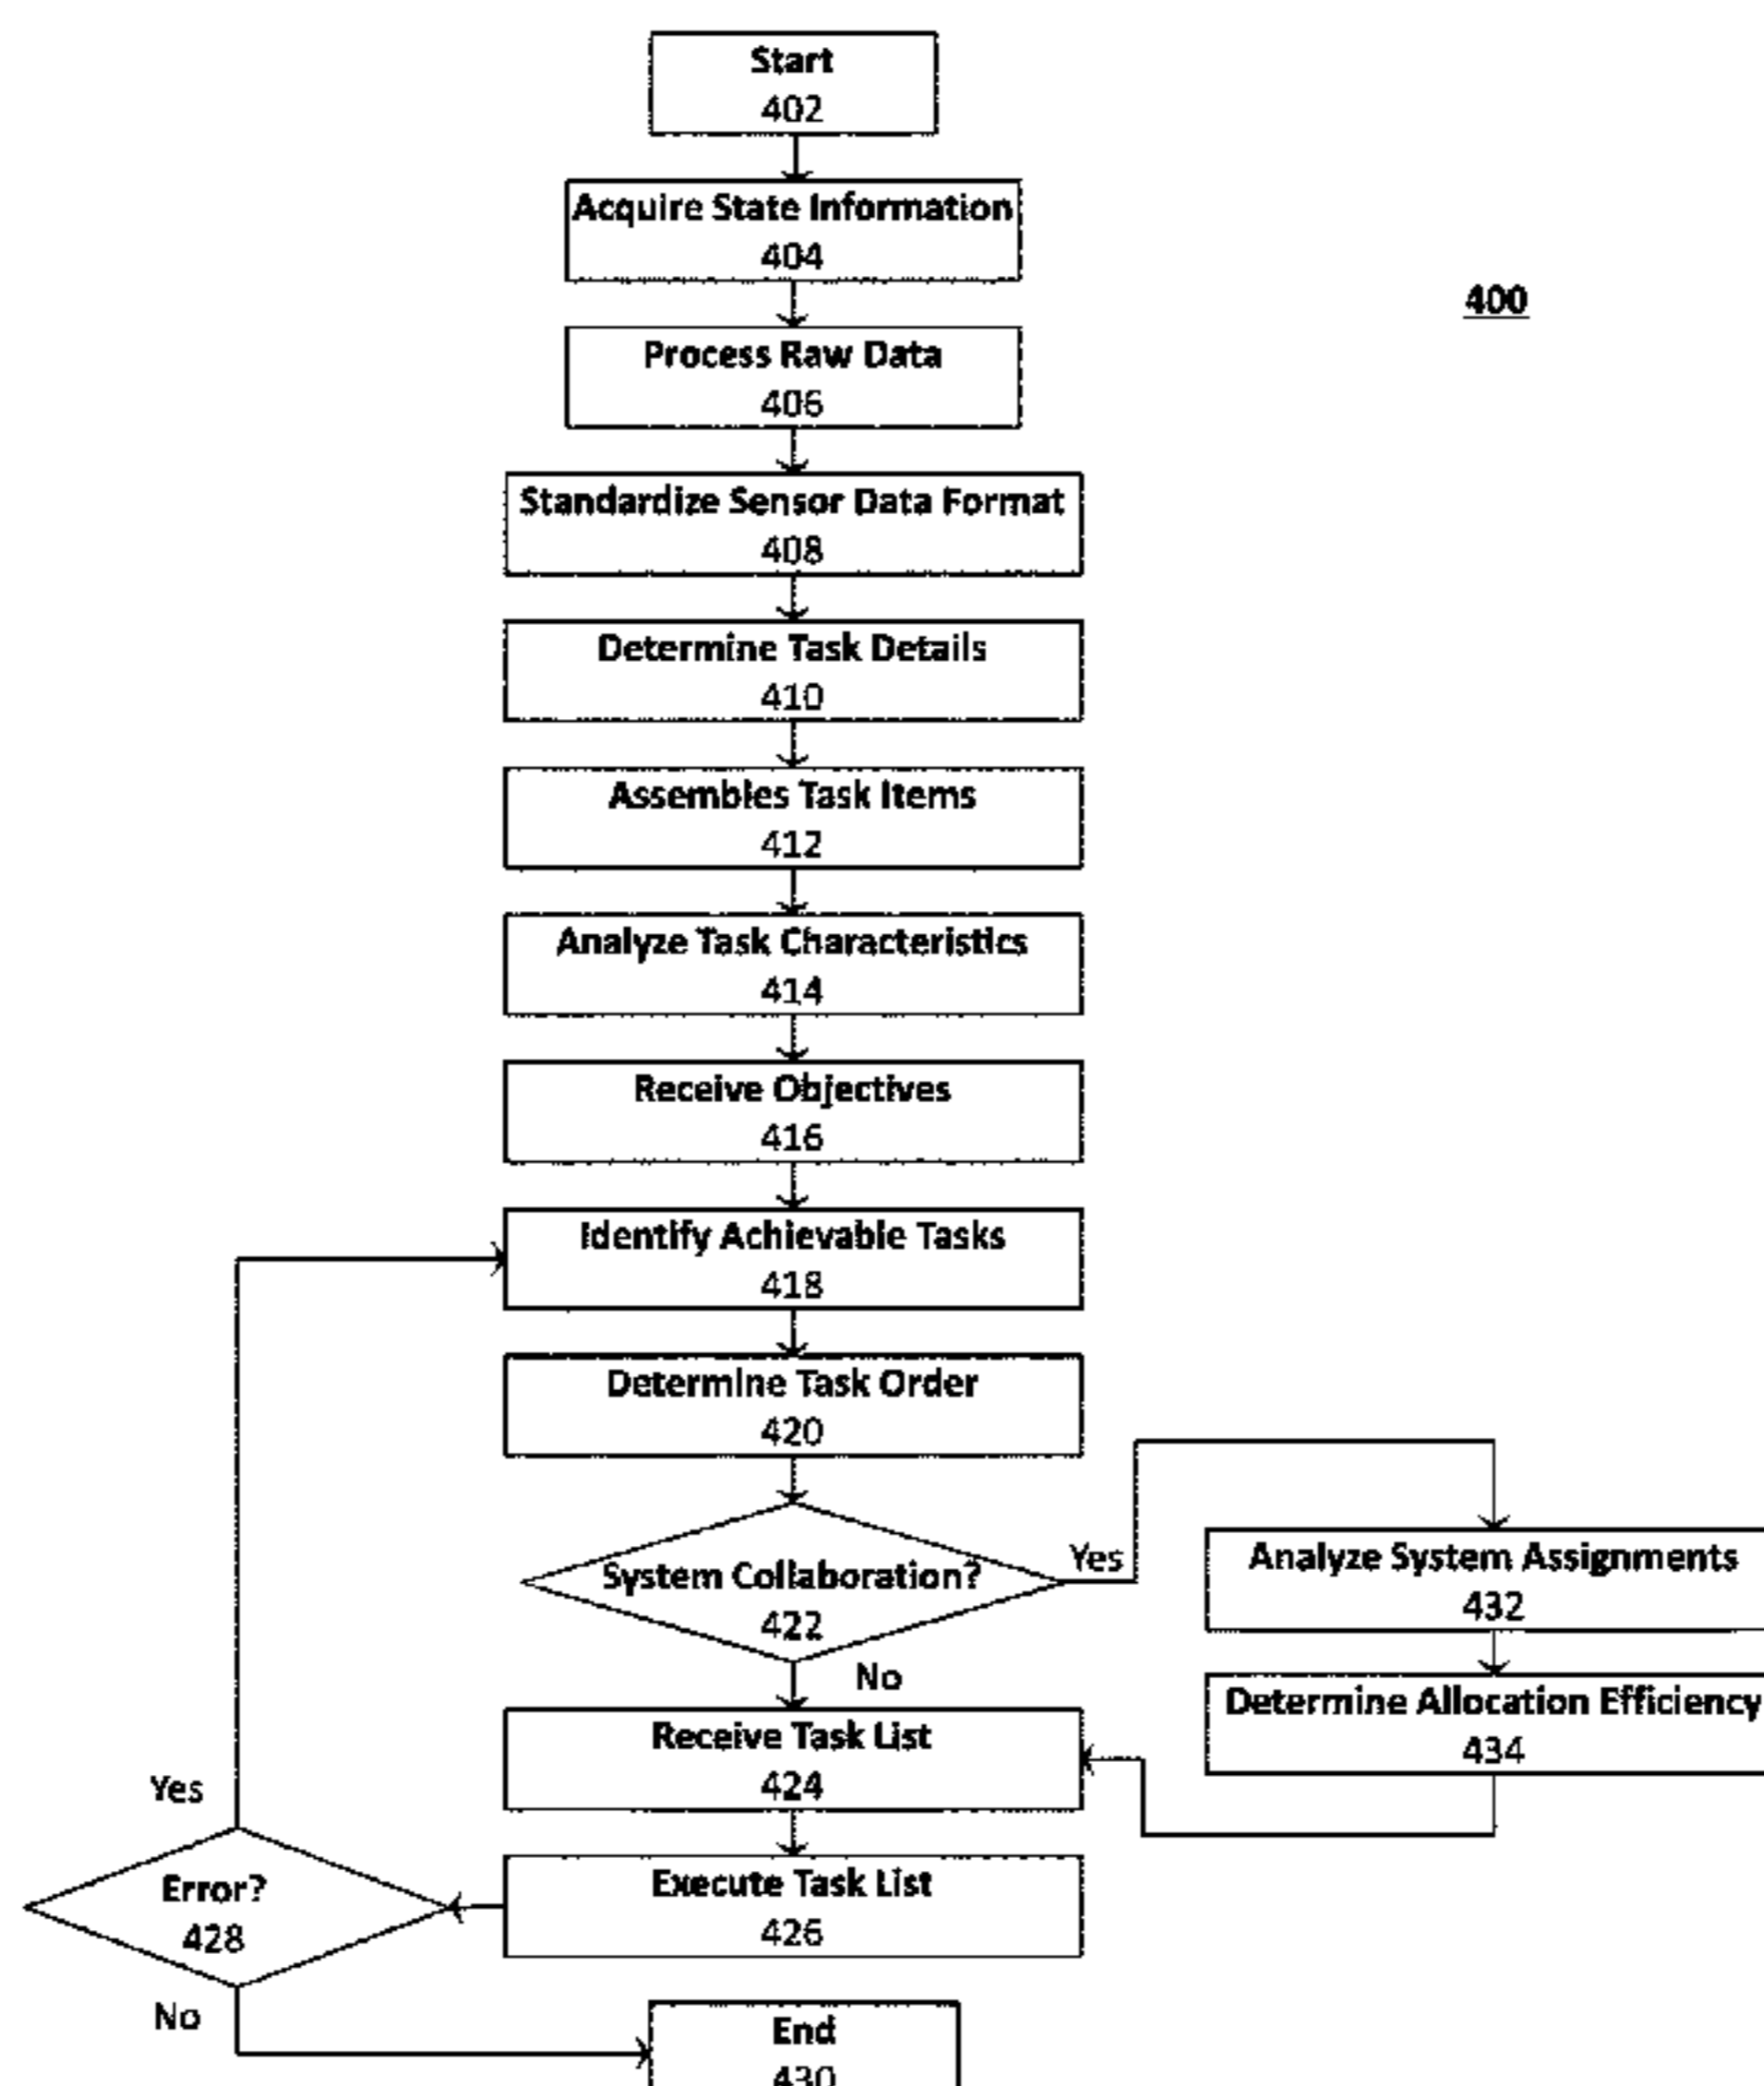 Start
402
Acquire State Information
404
400
Process Raw Data
406
Standardize Sensor Data Format
408
Determine Task Details
410
Assembles Task Items
412
Analyze Task Characteristics
414
Receive Objectives
416
Identify Achievable Tasks
418
Determine Task Order
420
System Collaboration?
422
Yes
Analyze System Assignments
432
No
Determine Allocation Efficiency
434
Receive Task List
424
Yes
Execute Task List
426
Error?
428
No
End
430